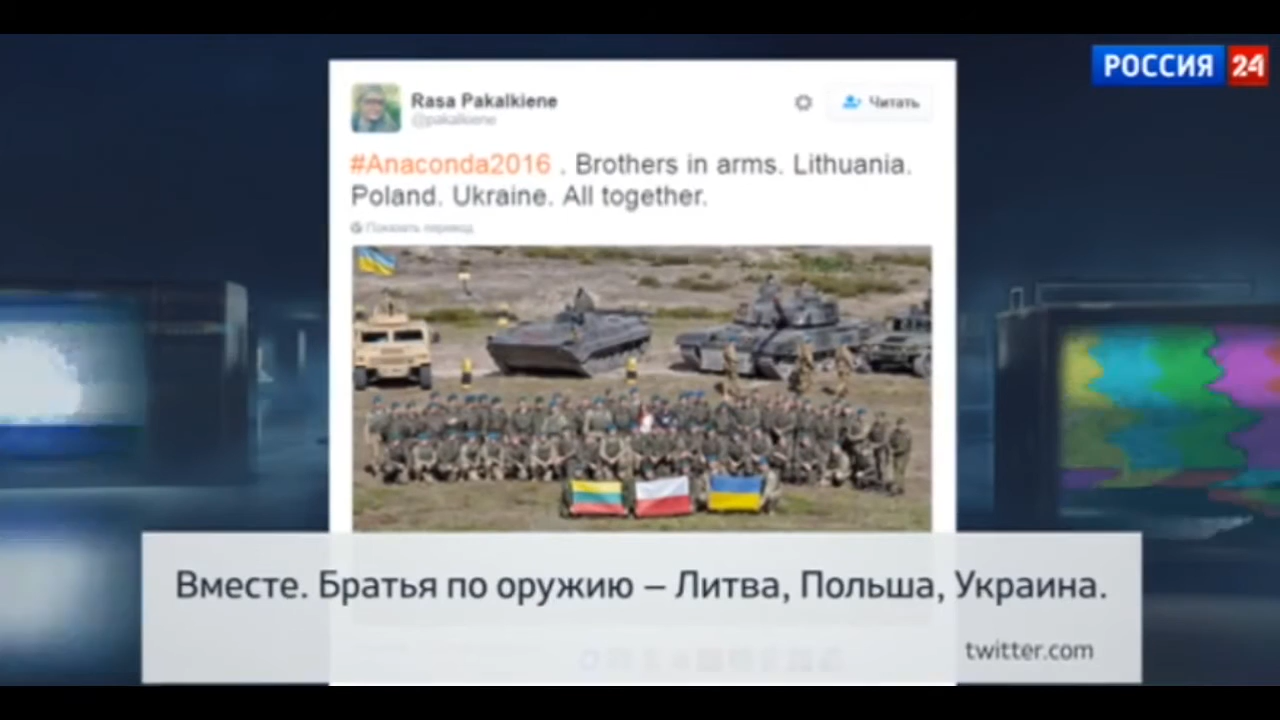 РОССИЯ 24
Rasa Pakalkiene
@pakalkiene
Читать
#Anaconda2016 . Brothers in arms. Lithuania.
Poland. Ukraine. All together.
Показать перевод
Вместе. Братья по оружию – Литва, Польша, Украина.
twitter.com